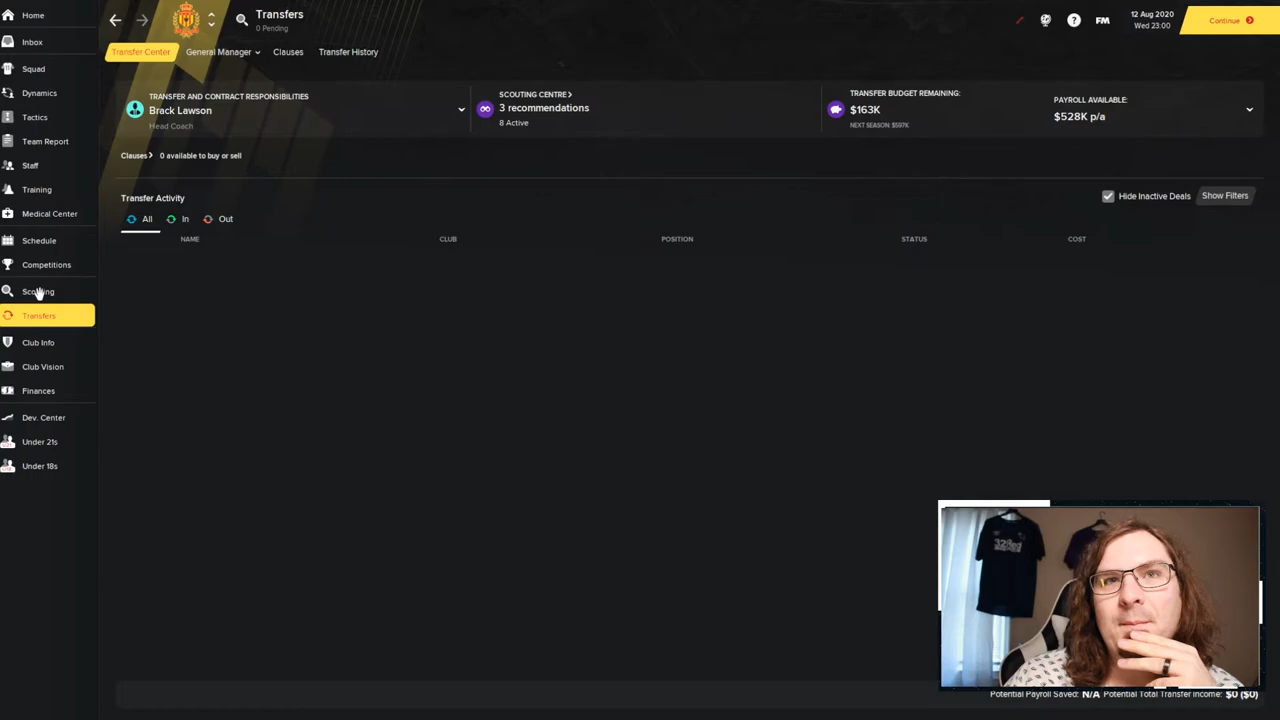 Home
Inbox
Squad
Dynamics
Tactics
Team Report
Staff
Training
Medical Center
Schedule
Competitions
Scouting
Transfers
Club Info
Club Vision
Finances
Dev. Center
Under 21s
Under 18s
Transfers
0 Pending
FM
12 Aug 2020
Wed 23:00
Continue
Transfer Center
General Manager
Clauses
Transfer History
TRANSFER AND CONTRACT RESPONSIBILITIES
Brack Lawson
Head Coach
SCOUTING CENTRE
3 recommendations
8 Active
TRANSFER BUDGET REMAINING:
$163K
NEXT SEASON: $597K
PAYROLL AVAILABLE:
$528K p/a
Clauses 0 available to buy or sell
Transfer Activity
Hide Inactive Deals
Show Filters
All
In
Out
NAME CLUB POSITION STATUS COST
Potential Payroll Saved: N/A Potential Total Transfer Income: $0 ($0)